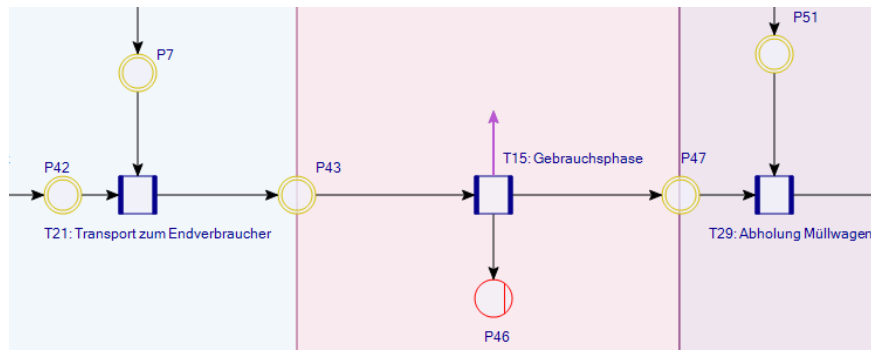 P7
P51
P42
P43
T15: Gebrauchsphase
P47
T21: Transport zum Endverbraucher
T29: Abholung Müllwagen
P46